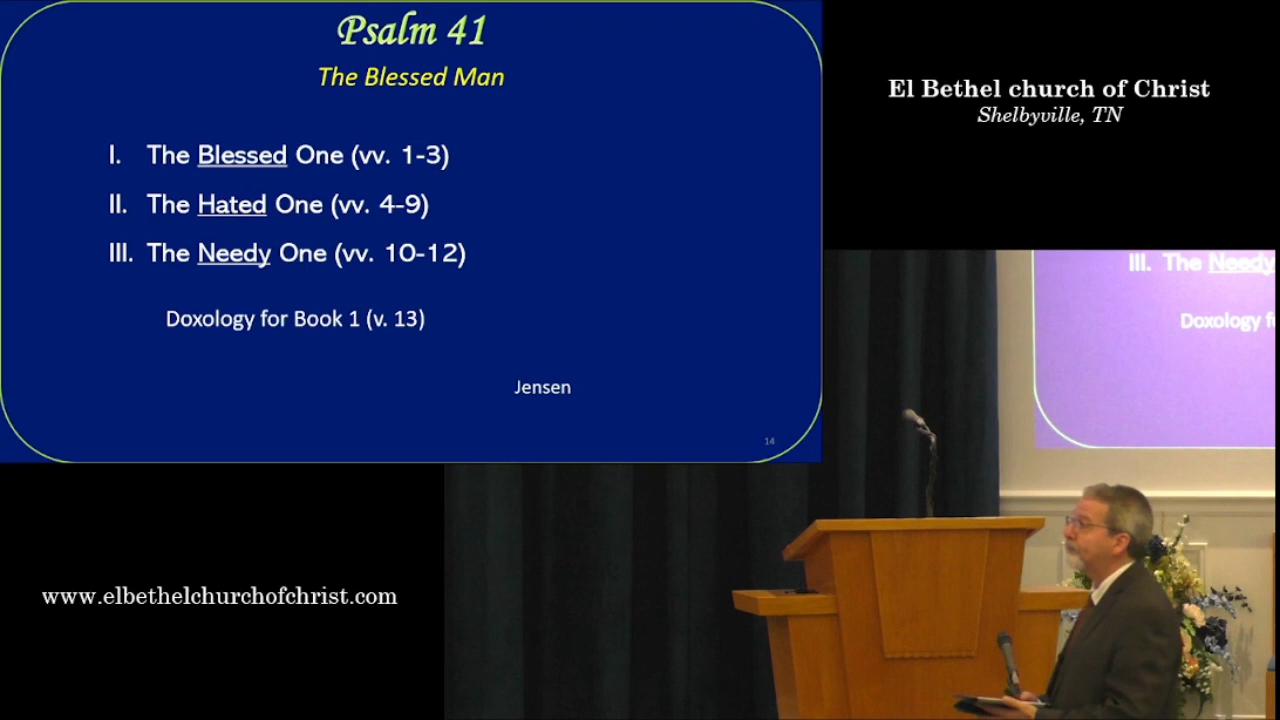 Psalm 41
The Blessed Man
I. The Blessed One (vv. 1-3)
II. The Hated One (vv. 4-9)
III. The Needy One (vv. 10-12)
Doxology for Book 1 (v. 13)
Jensen
14
El Bethel church of Christ
Shelbyville, TN
III. The Needy
Doxology f
www.elbethelchurchofchrist.com